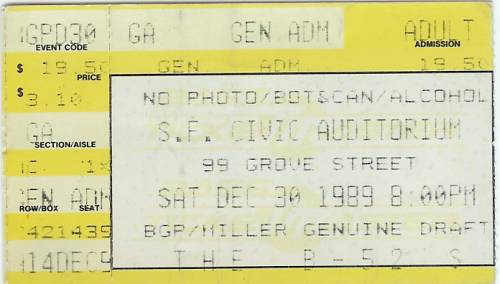 GPD30 GA GEN ADM ADULT
EVENT CODE ADMISSION
$ 19.50 GEN ADM 19.50
PRICE
$ 3.10 NO PHOTO/BOT&CAN/ALCOHOL
GA S.F. CIVIC AUDITORIUM
SECTION/AISLE
99 GROVE STREET
GEN ADM SAT DEC 30 1989 8:00PM
ROW/BOX SEAT
421439 BGP/MILLER GENUINE DRAFT
14DEC9 THE B-52'S